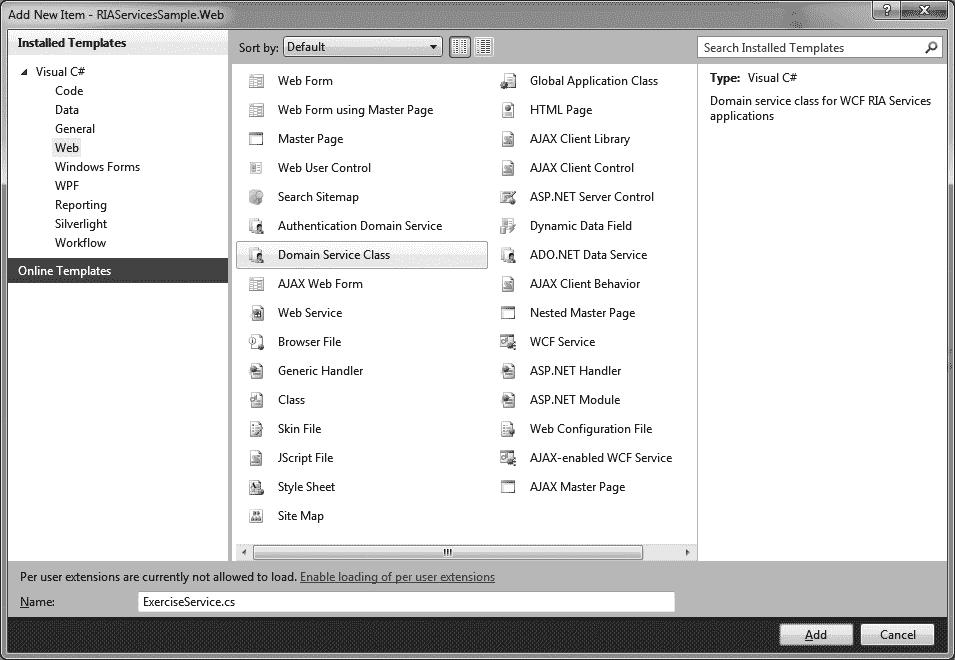 Add New Item - RIAServicesSample.Web
?
Installed Templates
Visual C#
Code
Data
General
Web
Windows Forms
WPF
Reporting
Silverlight
Workflow
Online Templates
Sort by: Default
Search Installed Templates
Web Form
Web Form using Master Page
Master Page
Web User Control
Search Sitemap
Authentication Domain Service
Domain Service Class
AJAX Web Form
Web Service
Browser File
Generic Handler
Class
Skin File
JScript File
Style Sheet
Site Map
Global Application Class
HTML Page
AJAX Client Library
AJAX Client Control
ASP.NET Server Control
Dynamic Data Field
ADO.NET Data Service
AJAX Client Behavior
Nested Master Page
WCF Service
ASP.NET Handler
ASP.NET Module
Web Configuration File
AJAX-enabled WCF Service
AJAX Master Page
Type: Visual C#
Domain service class for WCF RIA Services
applications
Per user extensions are currently not allowed to load. Enable loading of per user extensions
Name: ExerciseService.cs
Add
Cancel